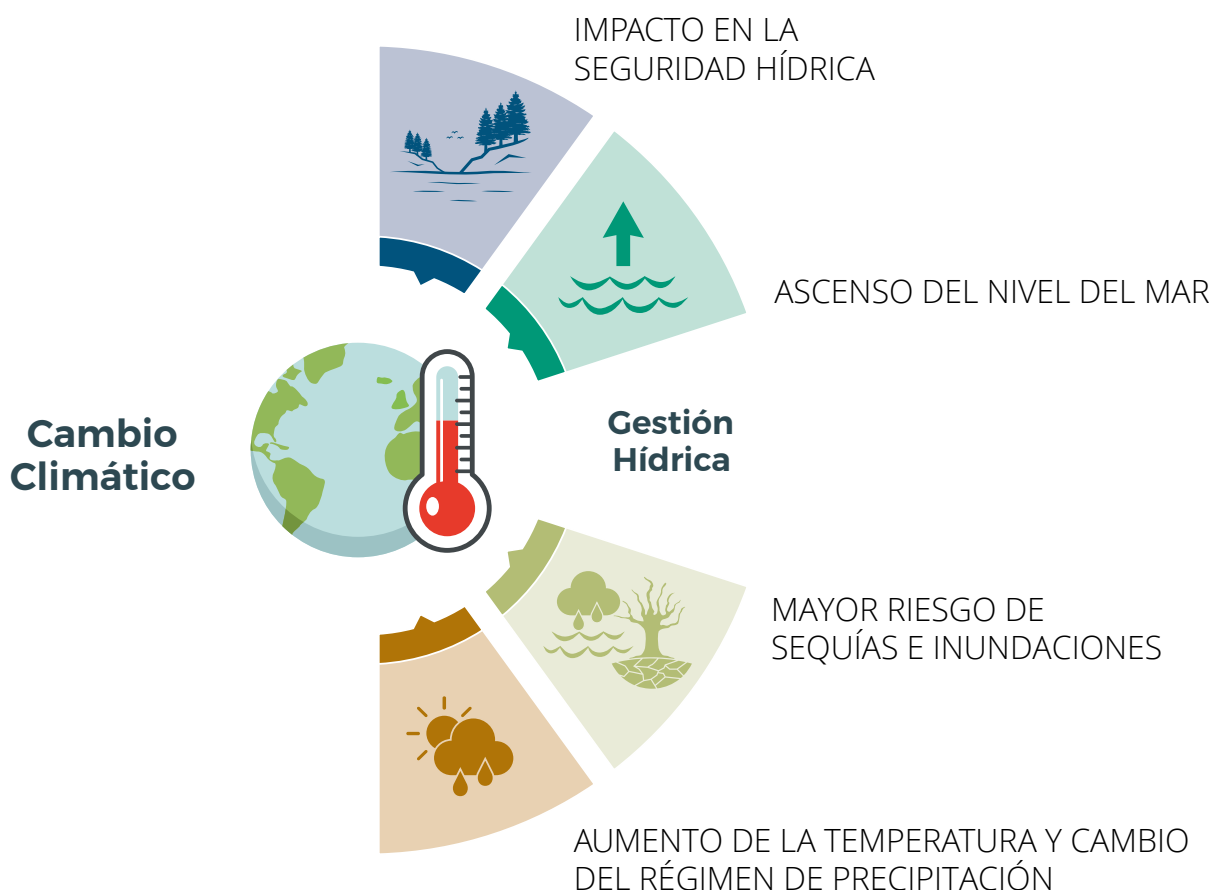 IMPACTO EN LA
SEGURIDAD HÍDRICA
ASCENSO DEL NIVEL DEL MAR
Cambio
Climático
Gestión
Hídrica
MAYOR RIESGO DE
SEQUÍAS E INUNDACIONES
AUMENTO DE LA TEMPERATURA Y CAMBIO
DEL RÉGIMEN DE PRECIPITACIÓN